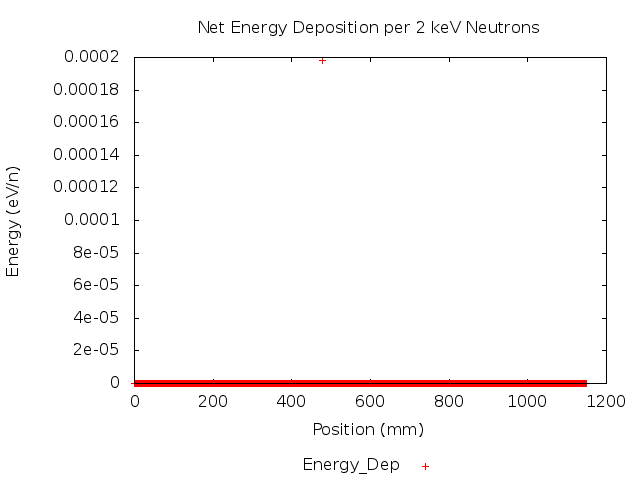 Net Energy Deposition per 2 keV Neutrons
0.0002
0.00018
0.00016
0.00014
0.00012
0.0001
8e-05
6e-05
4e-05
2e-05
0
Energy (eV/n)
0 200 400 600 800 1000 1200
Position (mm)
Energy_Dep